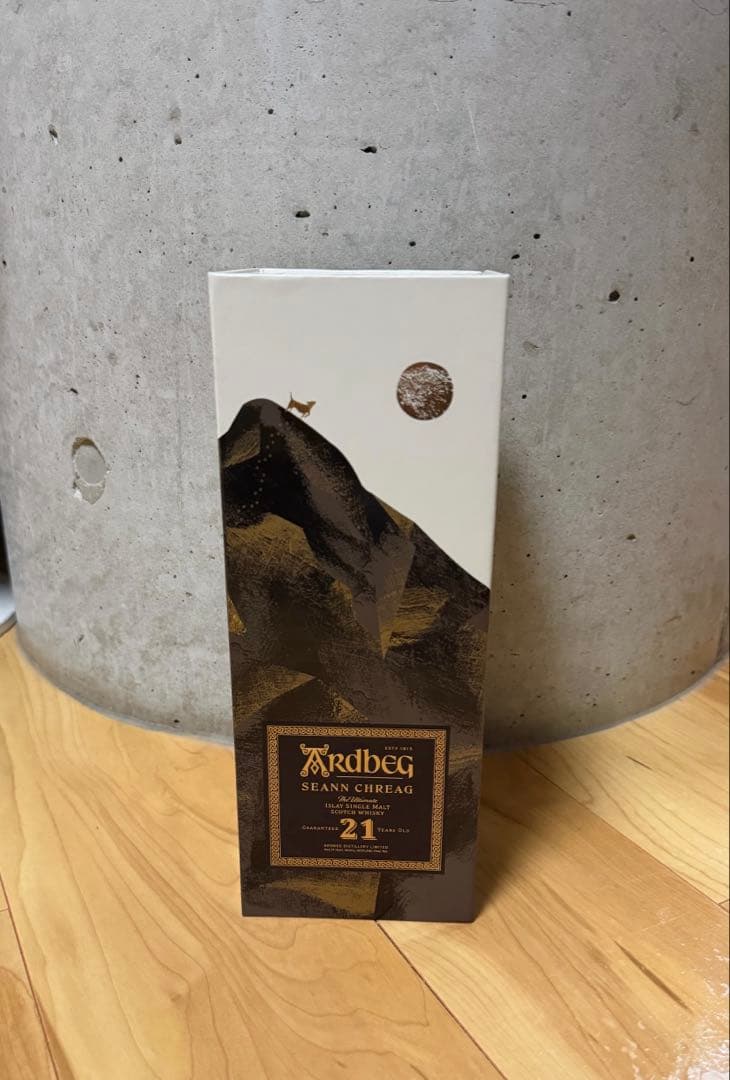 ESTD 1815
ARDBEG
SEANN CHREAG
The Ultimate
ISLAY SINGLE MALT
SCOTCH WHISKY
GUARANTEED 21 YEARS OLD
ARDBEG DISTILLERY LIMITED